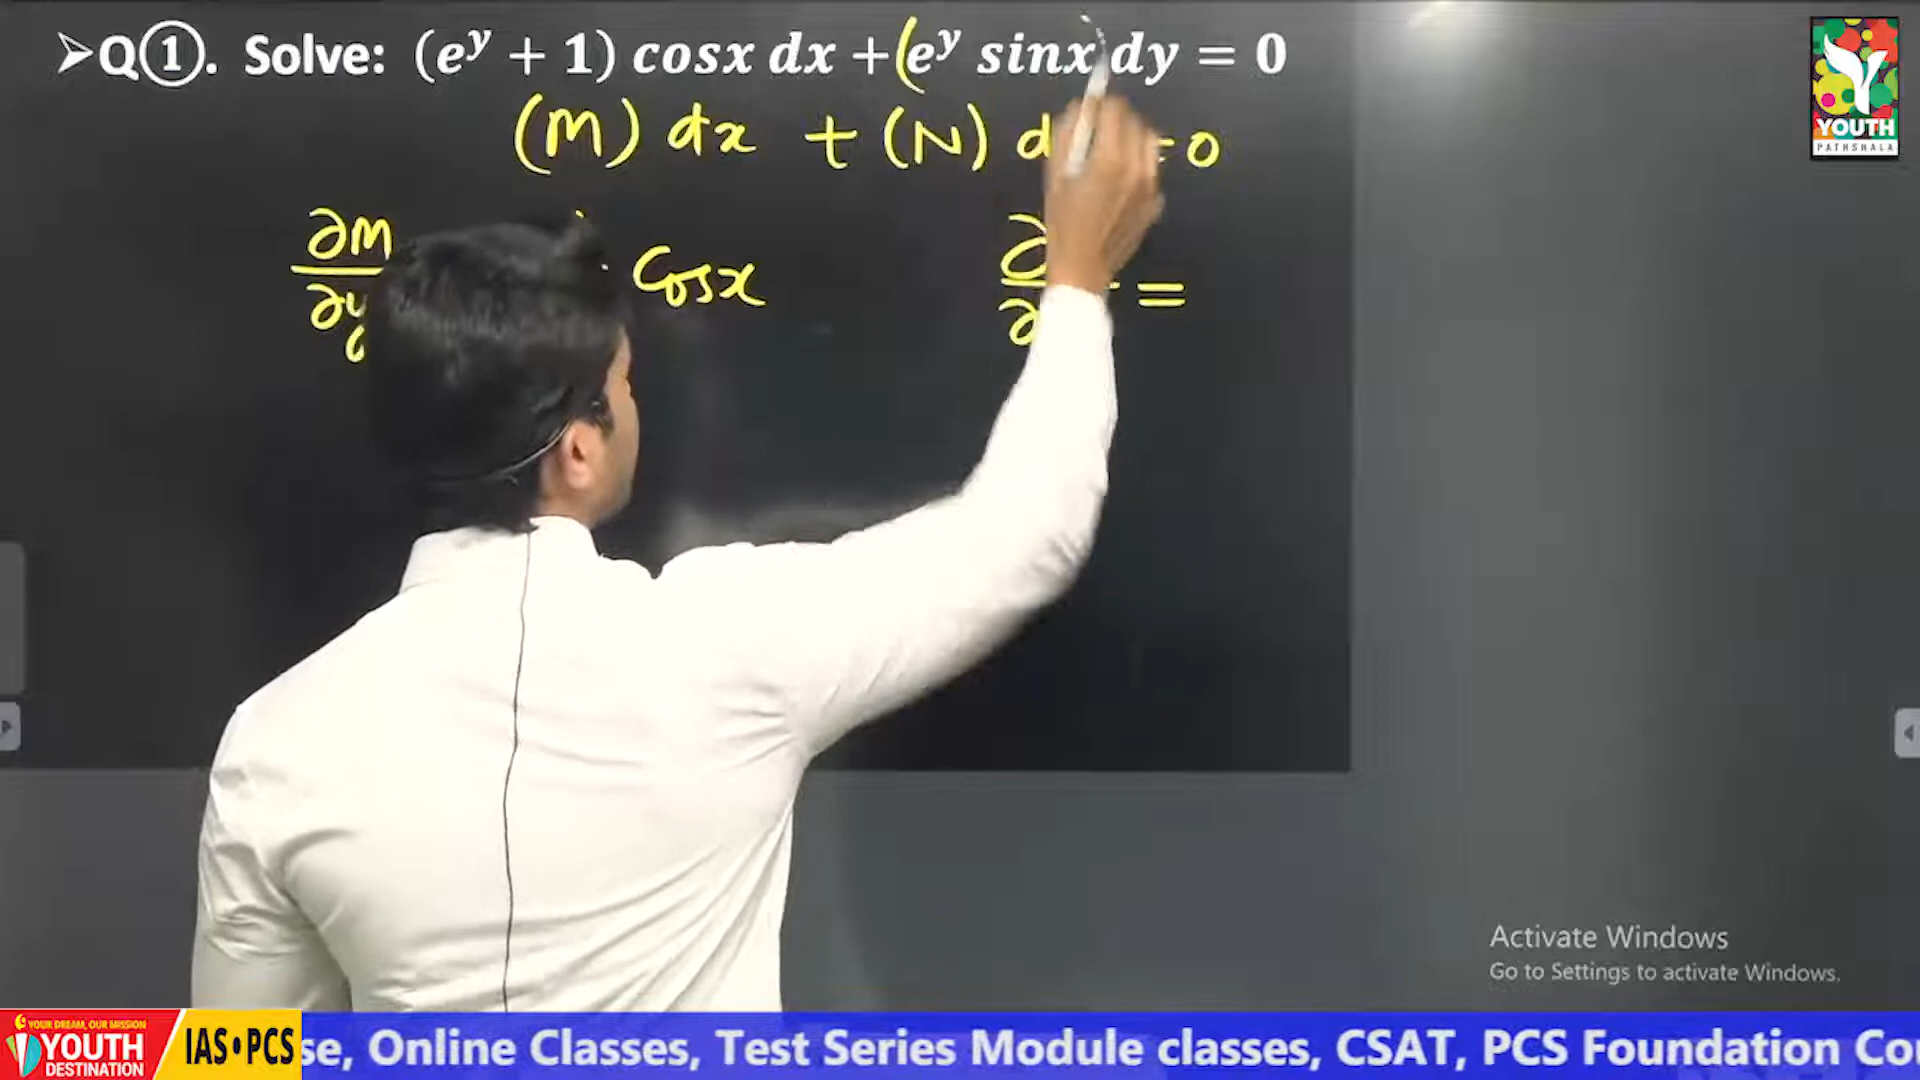 ➤Q①. Solve: (e^y + 1) cosx dx + (e^y sinx) dy = 0
(M) dx + (N) d = 0
∂M cosx ∂ =
∂y ∂
YOUTH
PATHSHALA
Activate Windows
Go to Settings to activate Windows.
YOUR DREAM, OUR MISSION
YOUTH
DESTINATION
IAS•PCS
se, Online Classes, Test Series Module classes, CSAT, PCS Foundation Co